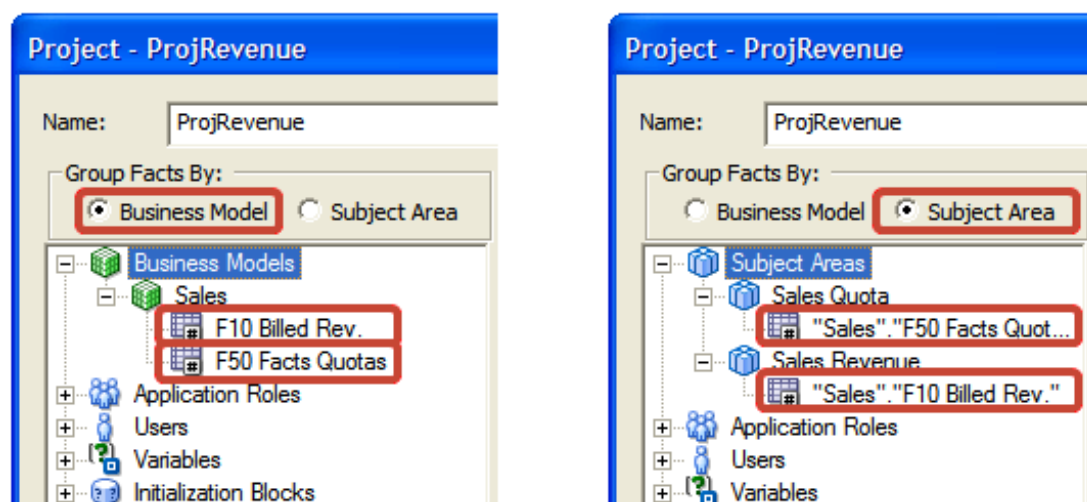 Project - ProjRevenue
Name: ProjRevenue
Group Facts By:
Business Model Subject Area
Business Models
Sales
F10 Billed Rev.
F50 Facts Quotas
Application Roles
Users
Variables
Initialization Blocks
Project - ProjRevenue
Name: ProjRevenue
Group Facts By:
Business Model Subject Area
Subject Areas
Sales Quota
"Sales"."F50 Facts Quot...
Sales Revenue
"Sales"."F10 Billed Rev."
Application Roles
Users
Variables